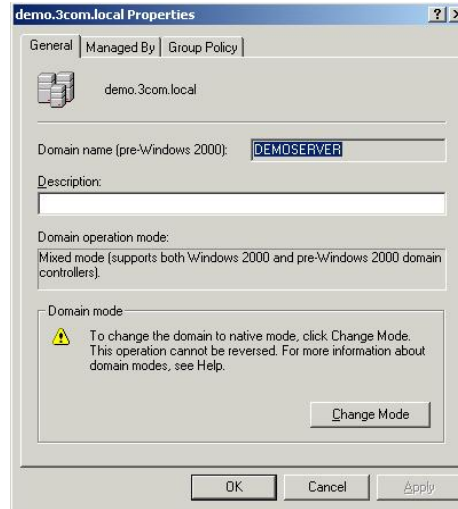 demo.3com.local Properties
General Managed By Group Policy
demo.3com.local
Domain name (pre-Windows 2000): DEMOSERVER
Description:
Domain operation mode:
Mixed mode (supports both Windows 2000 and pre-Windows 2000 domain
controllers).
Domain mode
To change the domain to native mode, click Change Mode.
This operation cannot be reversed. For more information about
domain modes, see Help.
Change Mode
OK Cancel Apply